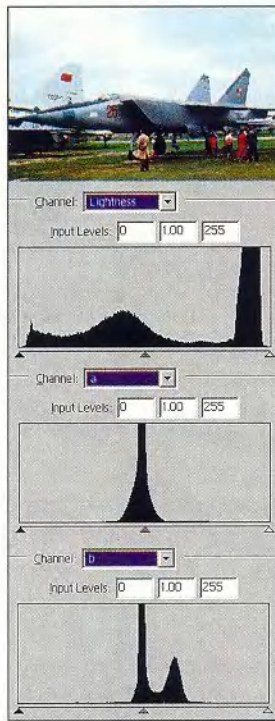 Channel: Lightness
Input Levels: 0 1.00 255
Channel: a
Input Levels: 0 1.00 255
Channel: b
Input Levels: 0 1.00 255